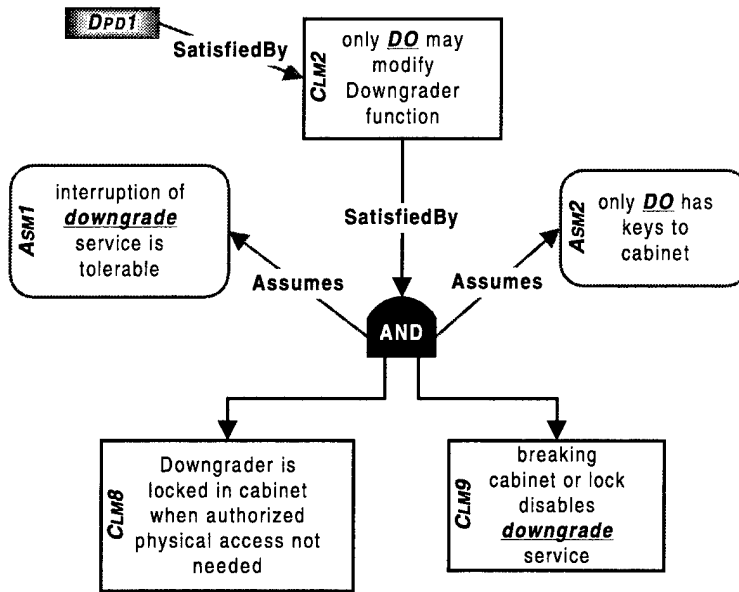 DPD1
SatisfiedBy
CLM2
only DO may
modify
Downgrader
function
ASM1
interruption of
downgrade
service is
tolerable
SatisfiedBy
ASM2
only DO has
keys to
cabinet
Assumes
Assumes
AND
CLM8
Downgrader is
locked in cabinet
when authorized
physical access not
needed
CLM9
breaking
cabinet or lock
disables
downgrade
service